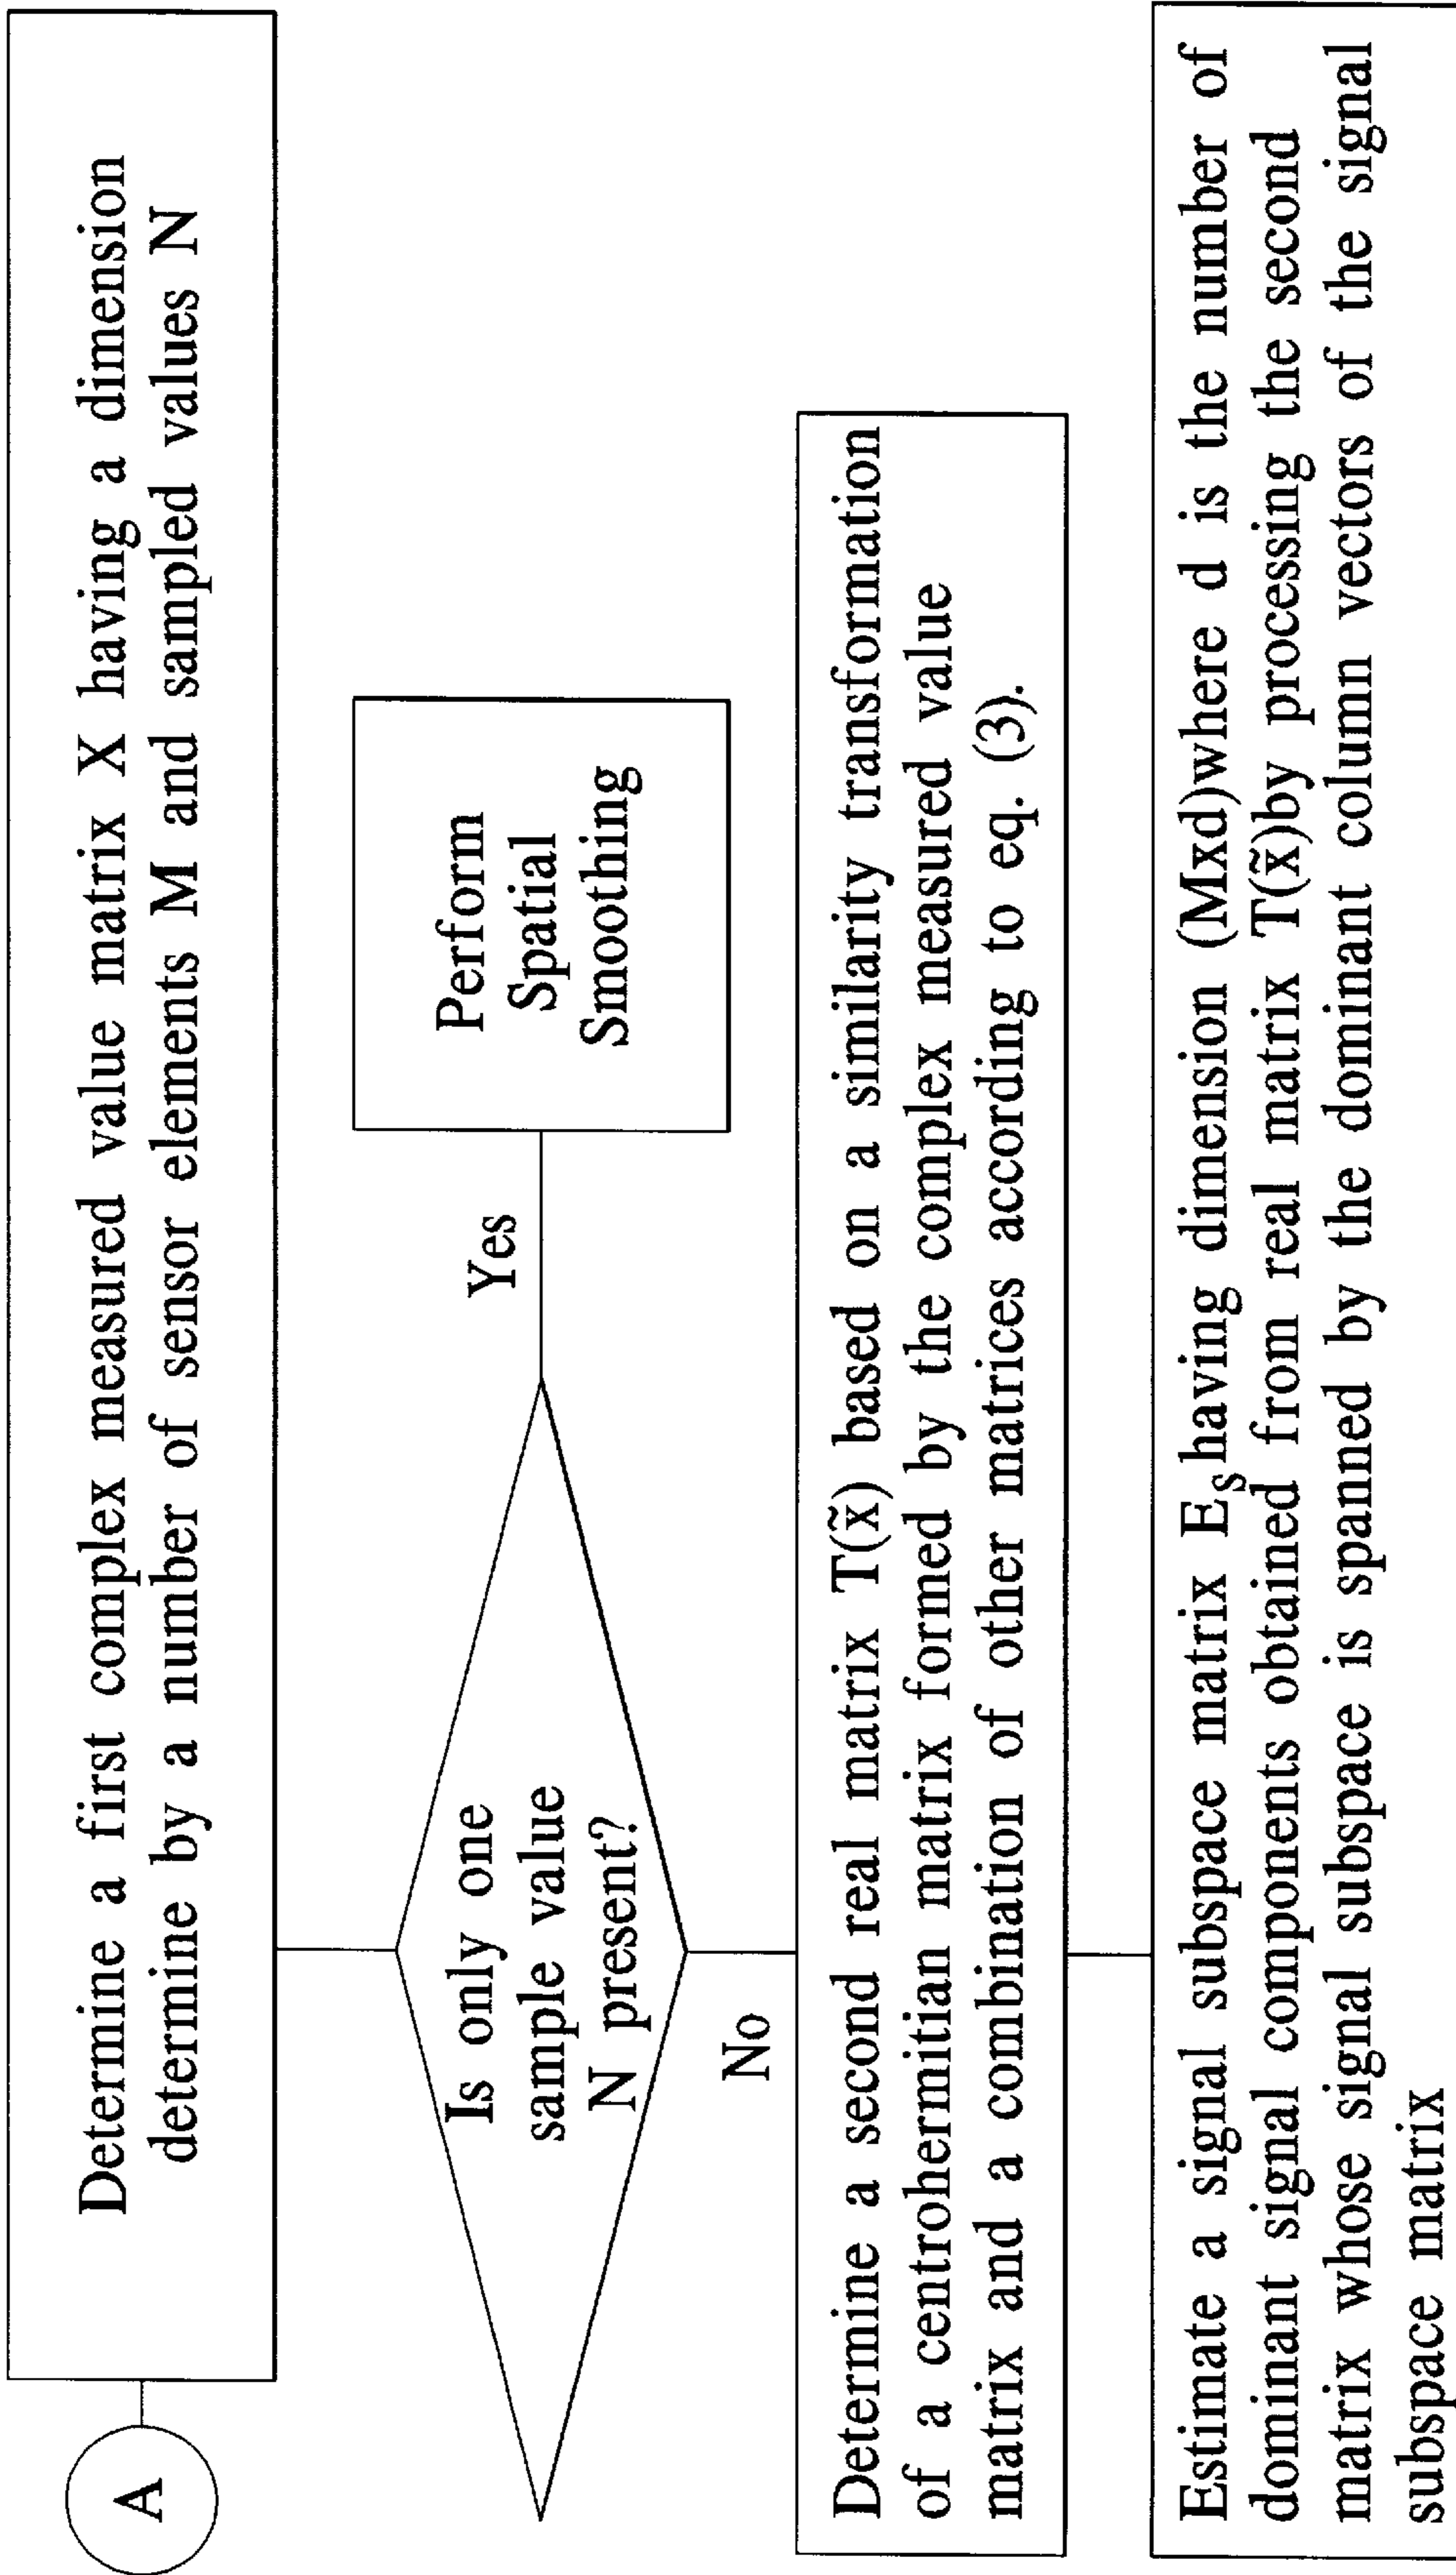 A
Determine a first complex measured value matrix X having a dimension
determine by a number of sensor elements M and sampled values N
Is only one
sample value
N present?
Yes
Perform
Spatial
Smoothing
No
Determine a second real matrix T(x̃) based on a similarity transformation
of a centrohermitian matrix formed by the complex measured value
matrix and a combination of other matrices according to eq. (3).
Estimate a signal subspace matrix Eₛ having dimension (Mxd)where d is the number of
dominant signal components obtained from real matrix T(x̃)by processing the second
matrix whose signal subspace is spanned by the dominant column vectors of the signal
subspace matrix